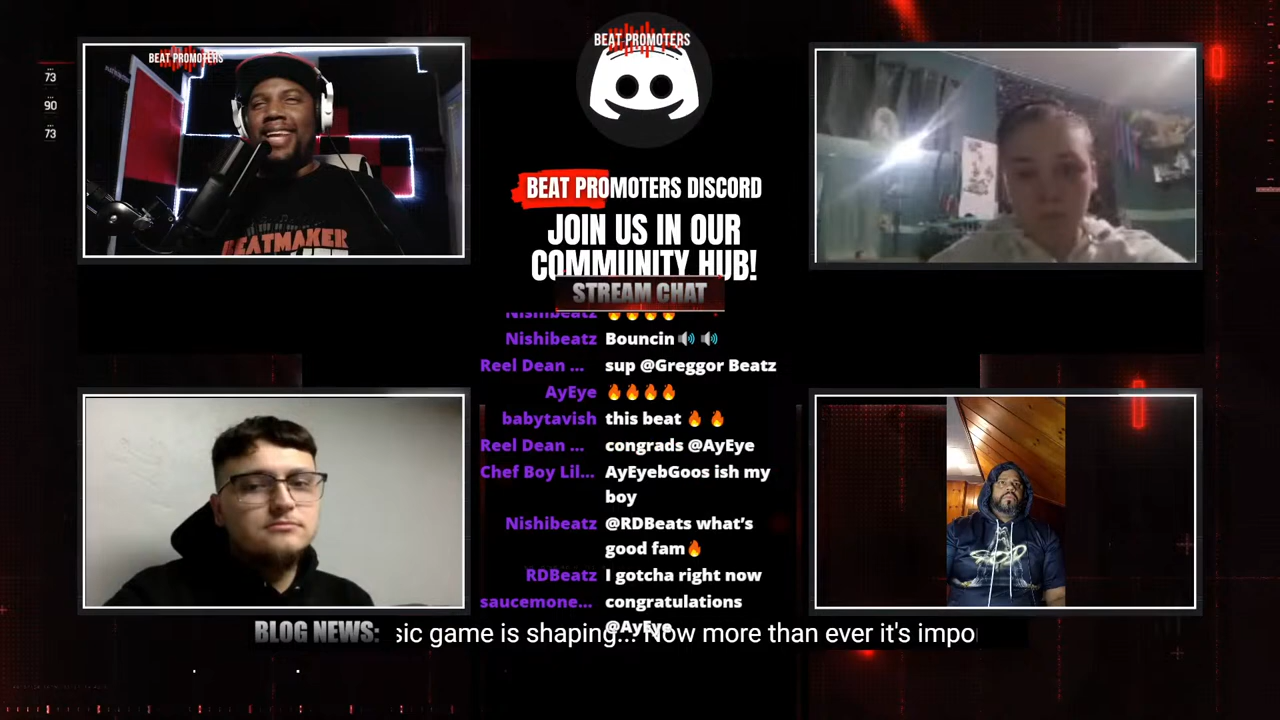 73
90
73
BEAT PROMOTERS
BEATMAKER
BEAT PROMOTERS
BEAT PROMOTERS DISCORD
JOIN US IN OUR
COMMUNITY HUB!
STREAM CHAT
Nishibeatz 🔥🔥🔥🔥
Nishibeatz Bouncin🔊 🔊
Reel Dean ... sup @Greggor Beatz
AyEye 🔥🔥🔥🔥
babytavish this beat 🔥 🔥
Reel Dean ... congrads @AyEye
Chef Boy Lil... AyEyebGoos ish my
boy
Nishibeatz @RDBeats what’s
good fam🔥
RDBeatz I gotcha right now
saucemone... congratulations
@AyEye
BLOG NEWS: sic game is shaping... Now more than ever it's impo